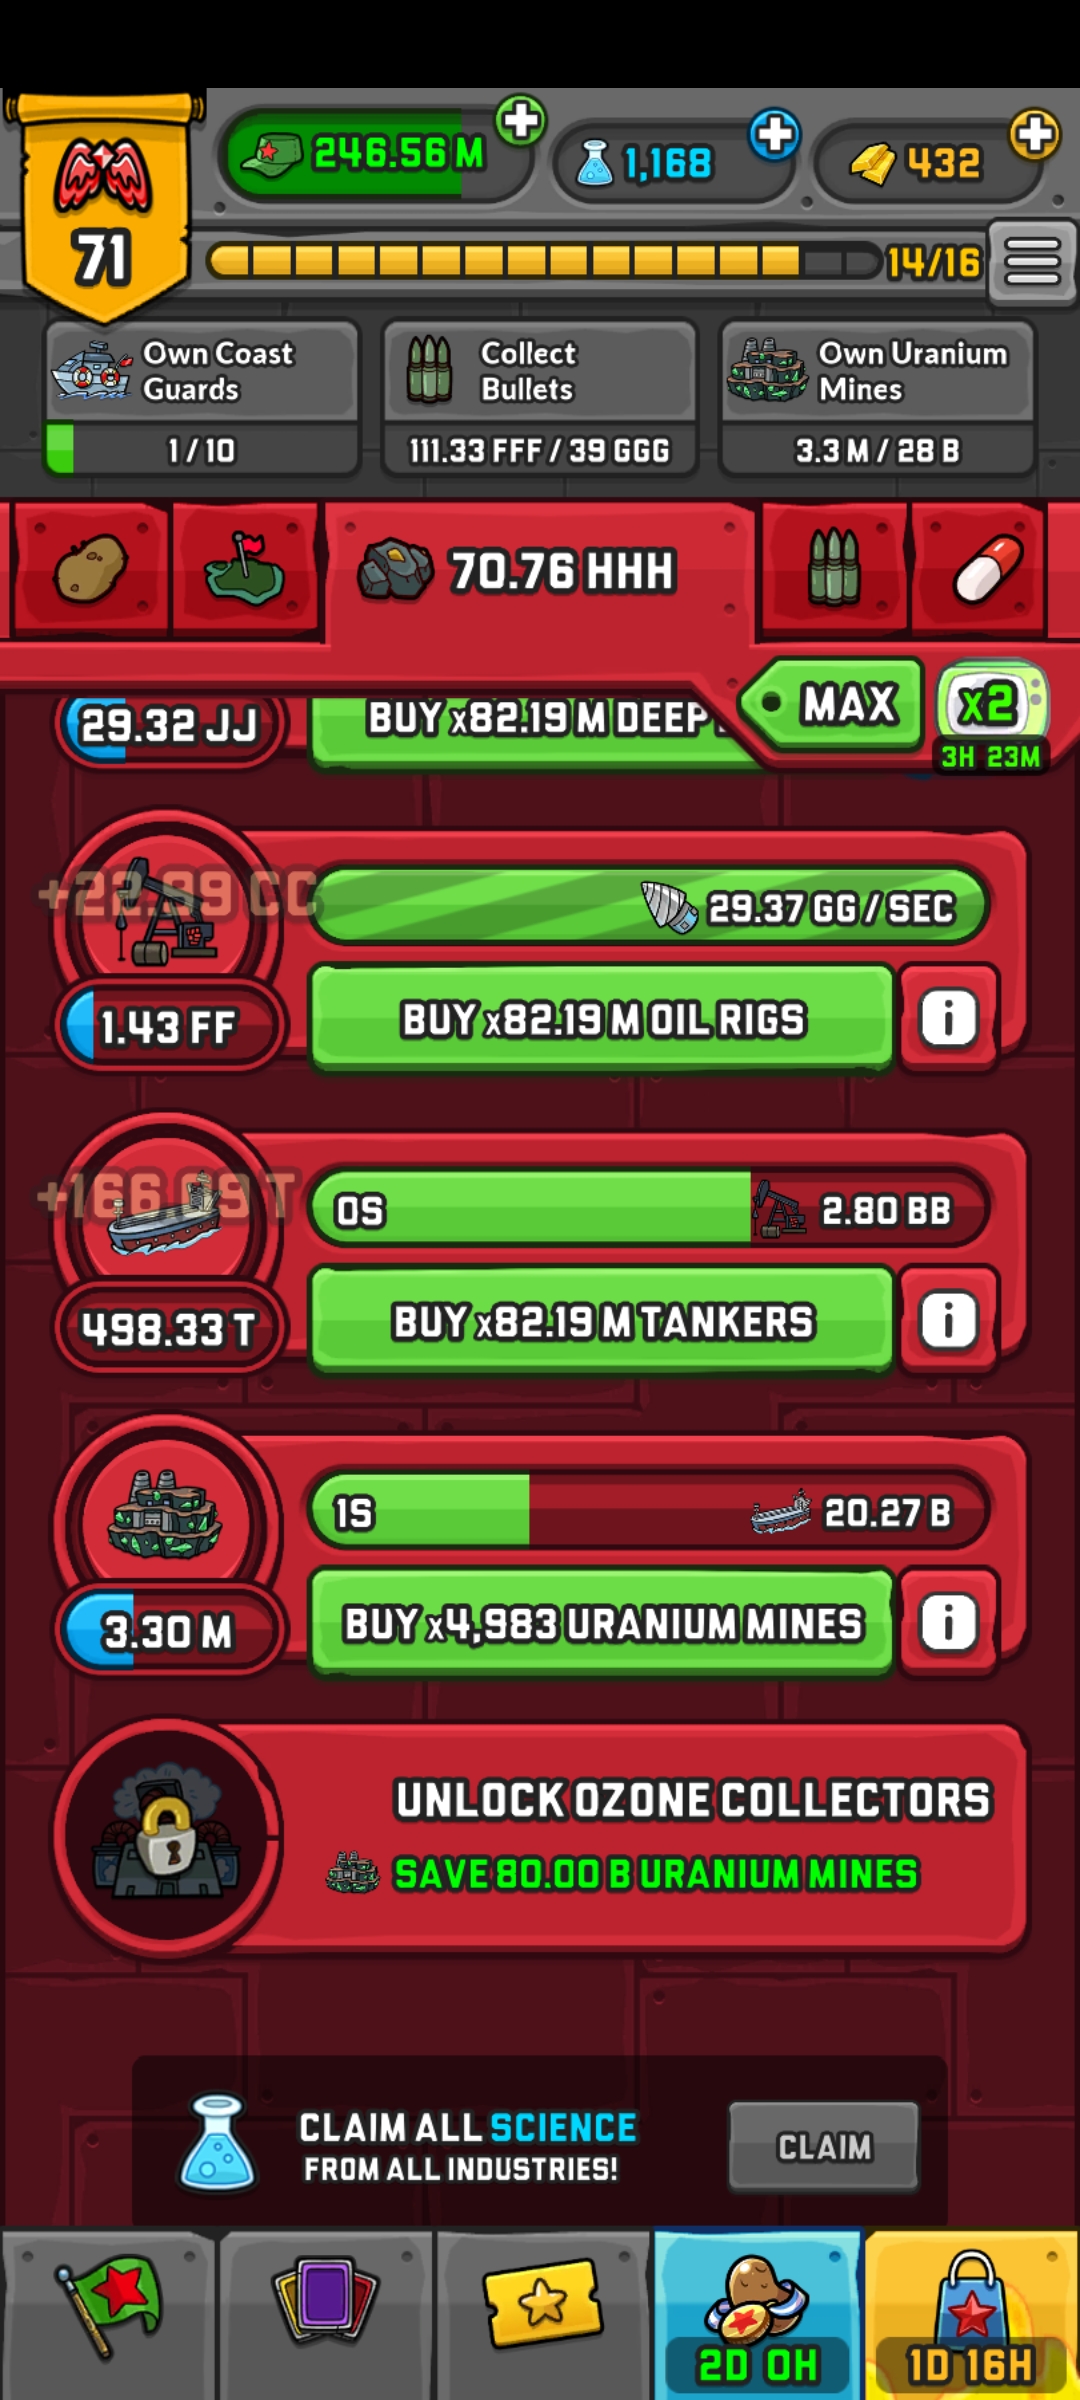 246.56 M
1,168
432
71
14/16
Own Coast
Guards
1 / 10
Collect
Bullets
111.33 FFF / 39 GGG
Own Uranium
Mines
3.3 M / 28 B
70.76 HHH
MAX
x2
3H 23M
29.32 JJ
BUY x82.19 M DEEP
+22.99 CC
29.37 GG / SEC
1.43 FF
BUY x82.19 M OIL RIGS
+166.09 T
0S
2.80 BB
498.33 T
BUY x82.19 M TANKERS
1S
20.27 B
3.30 M
BUY x4,983 URANIUM MINES
UNLOCK OZONE COLLECTORS
SAVE 80.00 B URANIUM MINES
CLAIM ALL SCIENCE
FROM ALL INDUSTRIES!
CLAIM
2D 0H
1D 16H